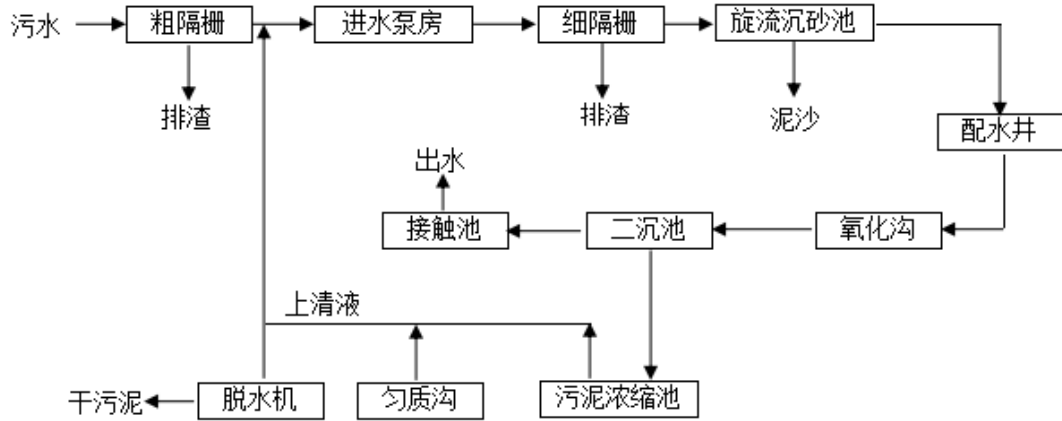 污水
粗隔栅
进水泵房
细隔栅
旋流沉砂池
排渣
排渣
泥沙
配水井
出水
接触池
二沉池
氧化沟
上清液
干污泥
脱水机
匀质沟
污泥浓缩池